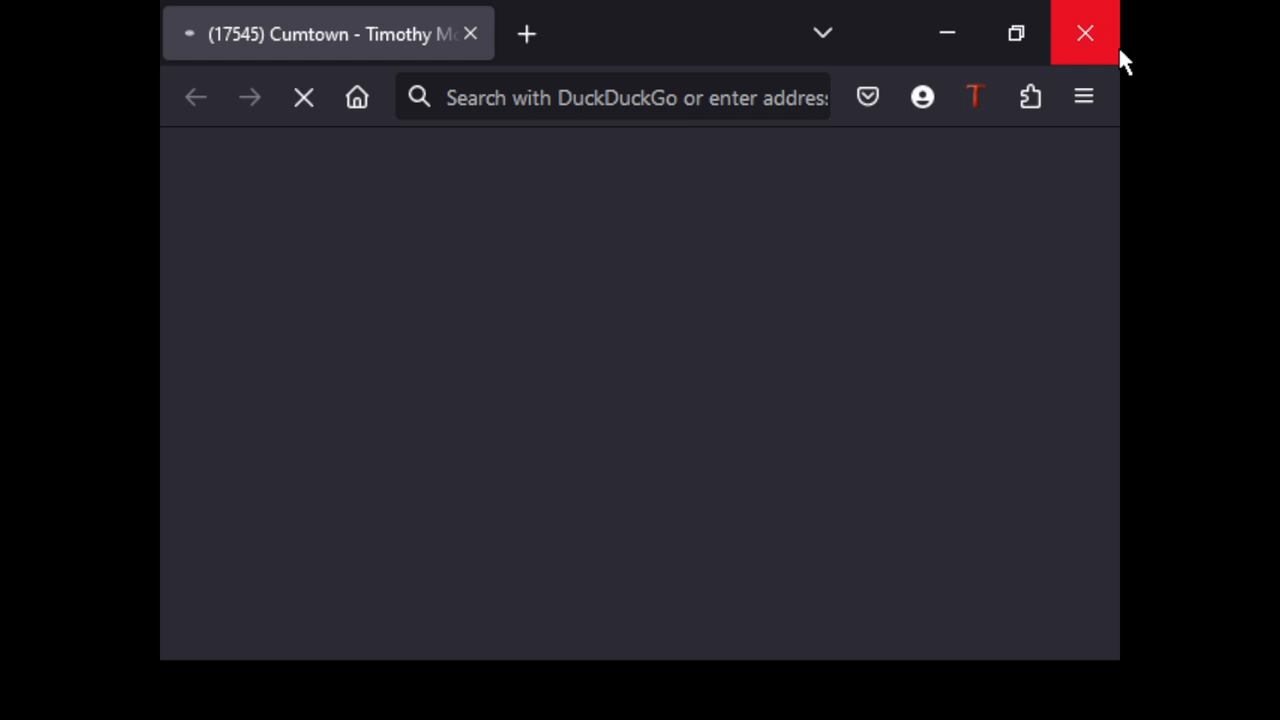 (17545) Cumtown - Timothy
Search with DuckDuckGo or enter address
T